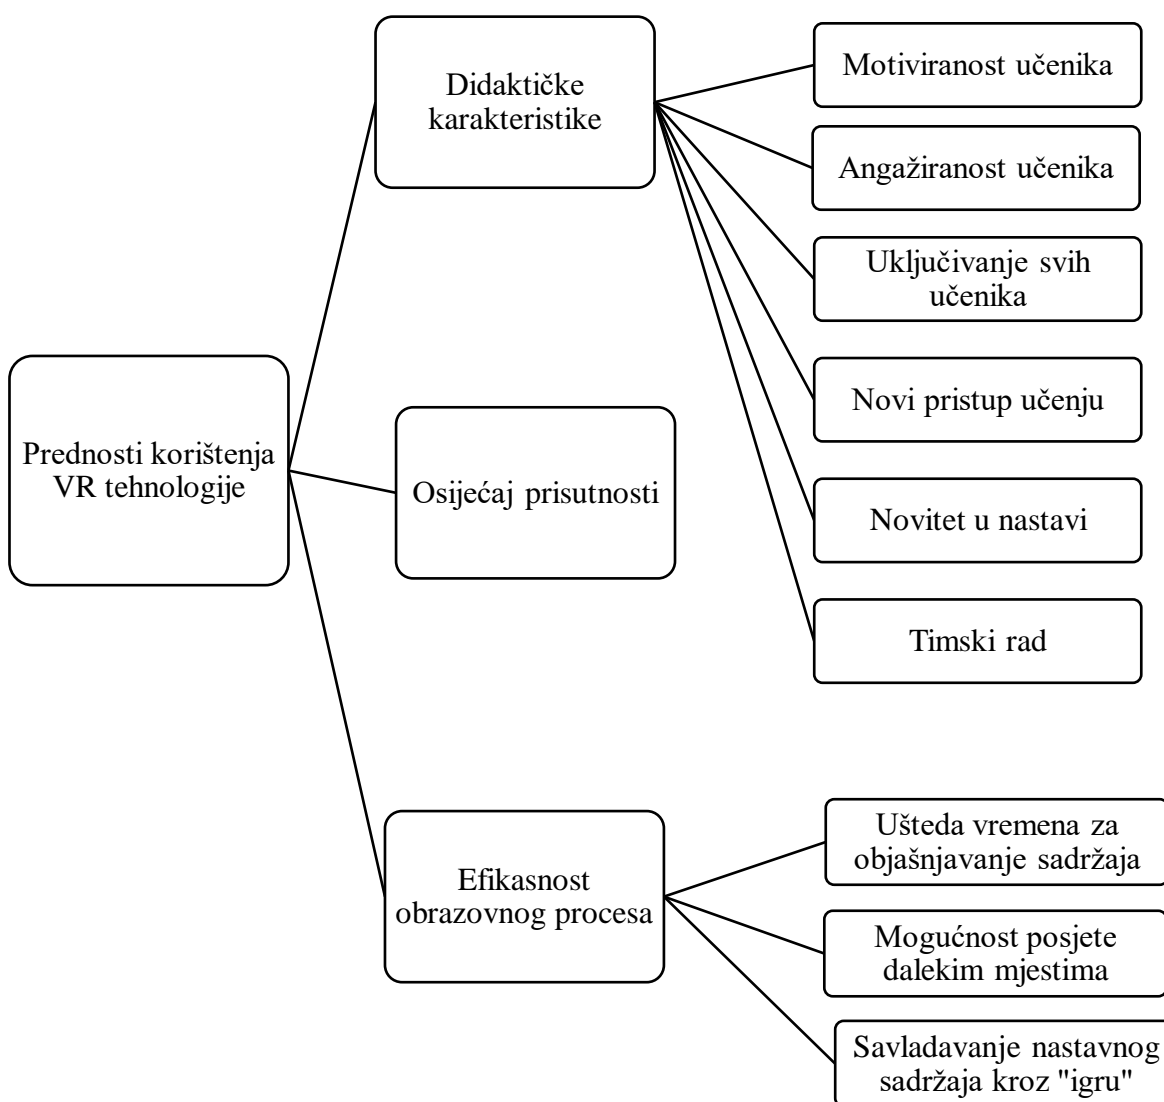 Prednosti korištenja
VR tehnologije
Didaktičke
karakteristike
Motiviranost učenika
Angažiranost učenika
Uključivanje svih
učenika
Novi pristup učenju
Novitet u nastavi
Timski rad
Osijećaj prisutnosti
Efikasnost
obrazovnog procesa
Ušteda vremena za
objašnjavanje sadržaja
Mogućnost posjete
dalekim mjestima
Savladavanje nastavnog
sadržaja kroz "igru"